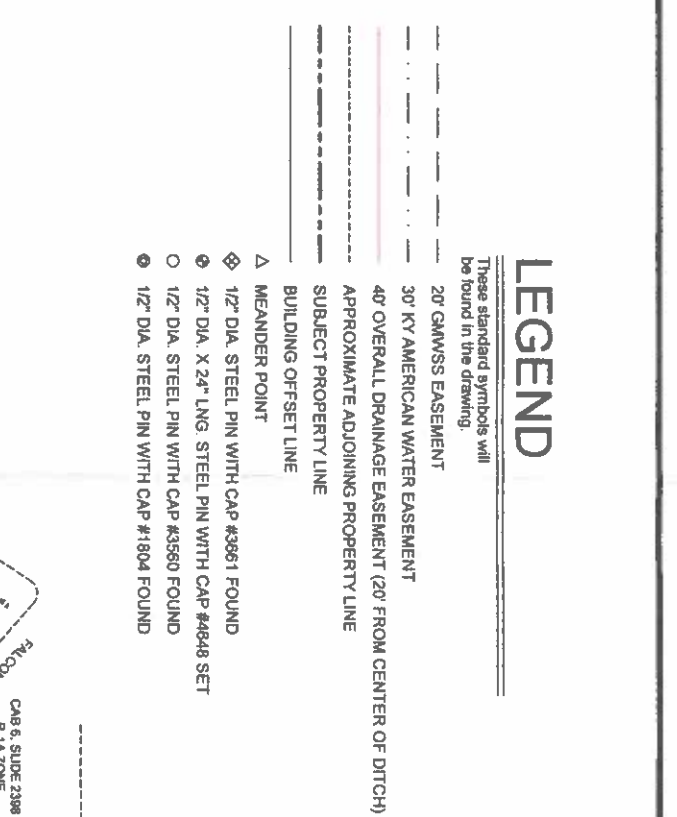 LEGEND
These standard symbols will
be found in the drawing.
20' GMWSS EASEMENT
30' KY AMERICAN WATER EASEMENT
40' OVERALL DRAINAGE EASEMENT (20' FROM CENTER OF DITCH)
APPROXIMATE ADJOINING PROPERTY LINE
SUBJECT PROPERTY LINE
BUILDING OFFSET LINE
MEANDER POINT
1/2" DIA. STEEL PIN WITH CAP #3661 FOUND
1/2" DIA. X 24" LNG. STEEL PIN WITH CAP #4648 SET
1/2" DIA. STEEL PIN WITH CAP #3560 FOUND
1/2" DIA. STEEL PIN WITH CAP #1804 FOUND
CAB 6, SLIDE 2398